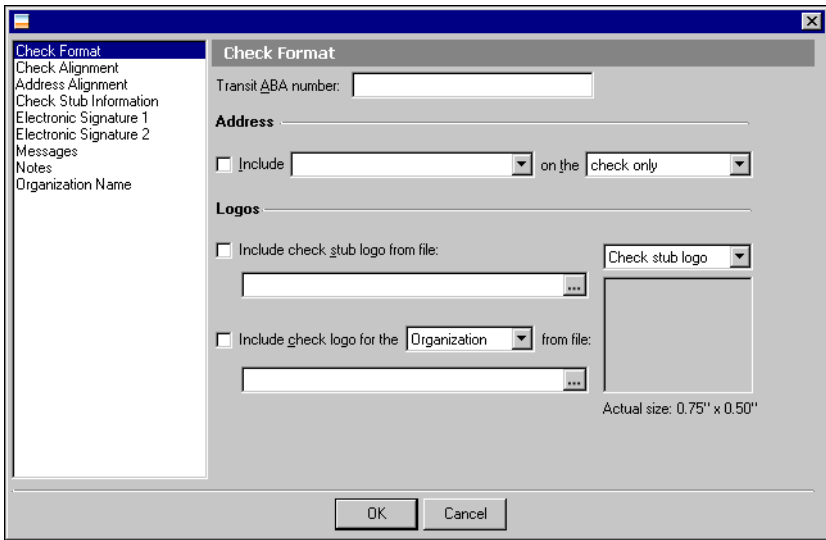 Check Format
Check Alignment
Address Alignment
Check Stub Information
Electronic Signature 1
Electronic Signature 2
Messages
Notes
Organization Name
Check Format
Transit ABA number:
Address
Include on the check only
Logos
Include check stub logo from file:
Check stub logo
...
Include check logo for the Organization from file:
...
Actual size: 0.75" x 0.50"
OK Cancel